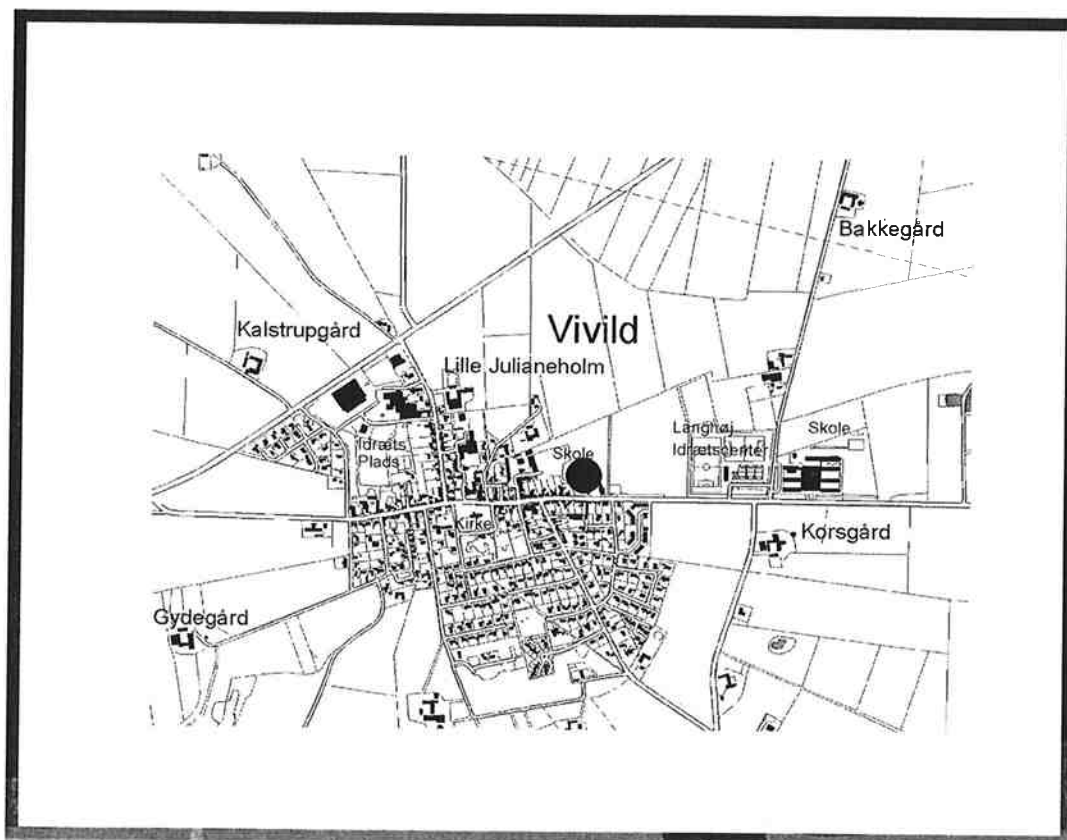 Bakkegård
Vivild
Kalstrupgård
Lille Julianeholm
Langhøj
Skole
Idræts
Plads
Skole
Idrætscenter
Kirke
Korsgård
Gydegård